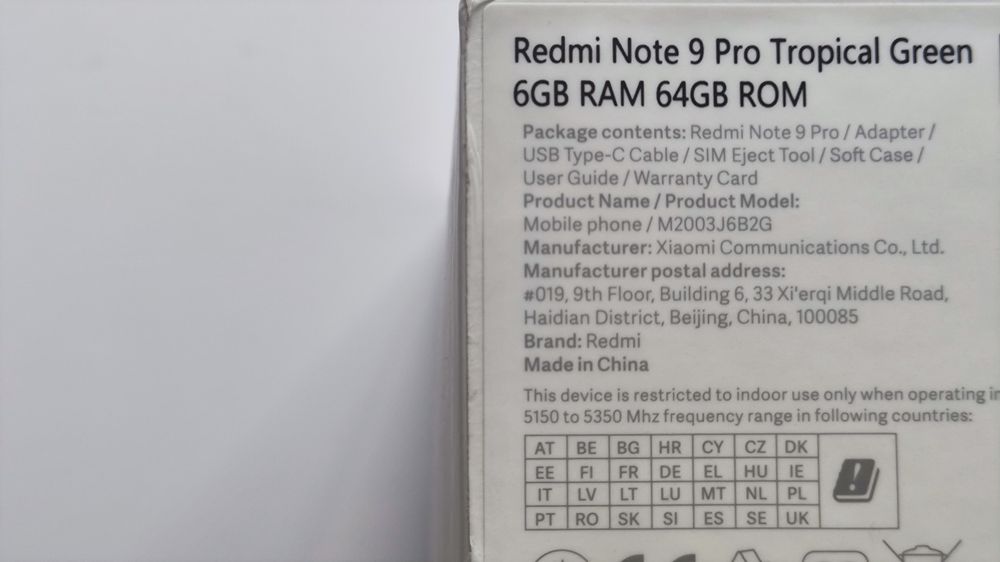 Redmi Note 9 Pro Tropical Green
6GB RAM 64GB ROM
Package contents: Redmi Note 9 Pro / Adapter /
USB Type-C Cable / SIM Eject Tool / Soft Case /
User Guide / Warranty Card
Product Name / Product Model:
Mobile phone / M2003J6B2G
Manufacturer: Xiaomi Communications Co., Ltd.
Manufacturer postal address:
#019, 9th Floor, Building 6, 33 Xi'erqi Middle Road,
Haidian District, Beijing, China, 100085
Brand: Redmi
Made in China
This device is restricted to indoor use only when operating in
5150 to 5350 Mhz frequency range in following countries:
AT BE BG HR CY CZ DK
EE FI FR DE EL HU IE
IT LV LT LU MT NL PL
PT RO SK SI ES SE UK